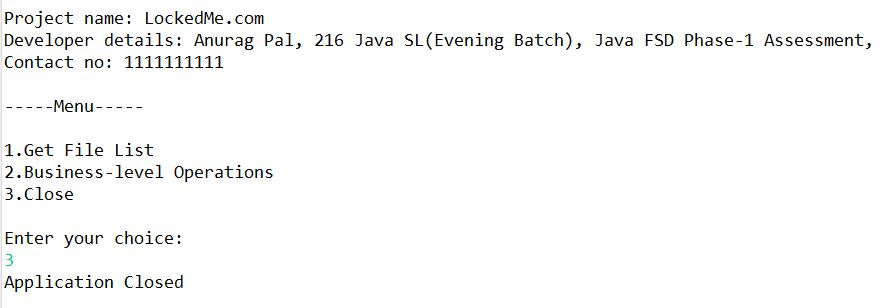 Project name: LockedMe.com
Developer details: Anurag Pal, 216 Java SL(Evening Batch), Java FSD Phase-1 Assessment,
Contact no: 1111111111
-----Menu-----
1.Get File List
2.Business-level Operations
3.Close
Enter your choice:
3
Application Closed